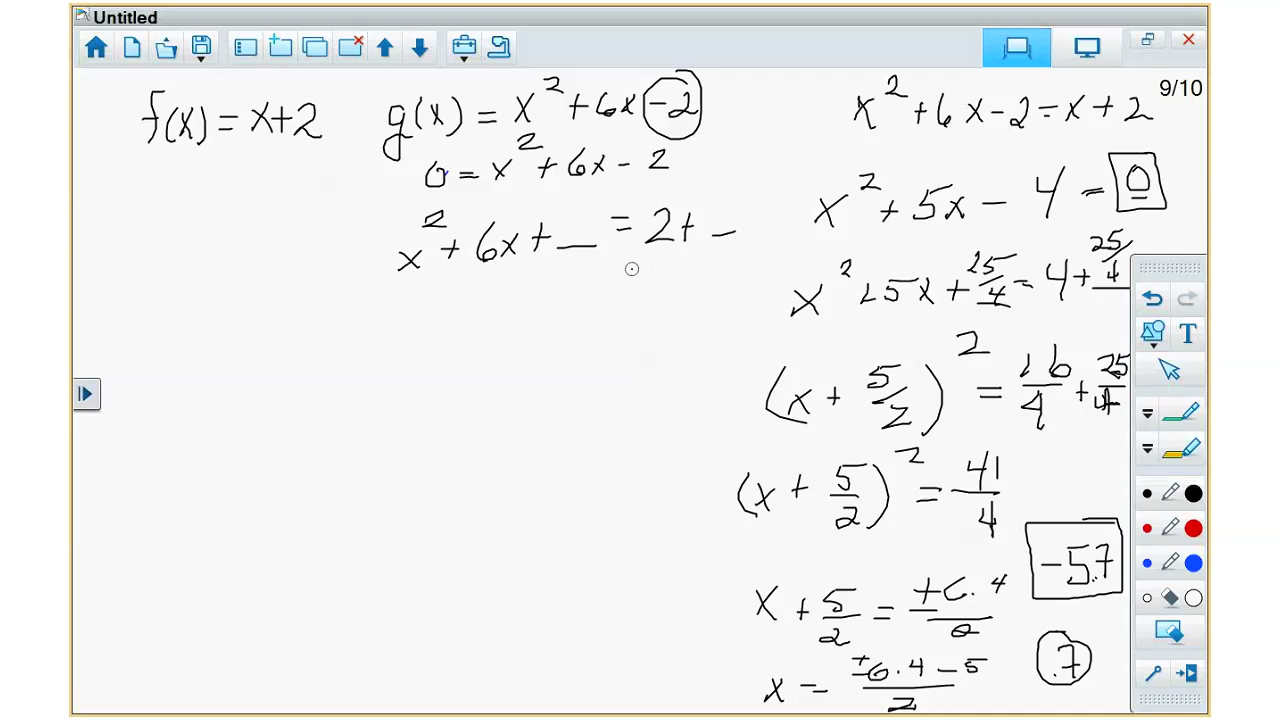 Untitled
9/10
f(x) = x+2
g(x) = x² + 6x - 2
0 = x² + 6x - 2
x² + 6x + _ = 2 + _
x² + 6x - 2 = x + 2
x² + 5x - 4 = 0
x² + 5x + 25/4 = 4 + 25/4
(x + 5/2)² = 16/4 + 25/4
(x + 5/2)² = 41/4
x + 5/2 = ±6.4/2
x = ±6.4 - 5/2
-5.7
.7
T